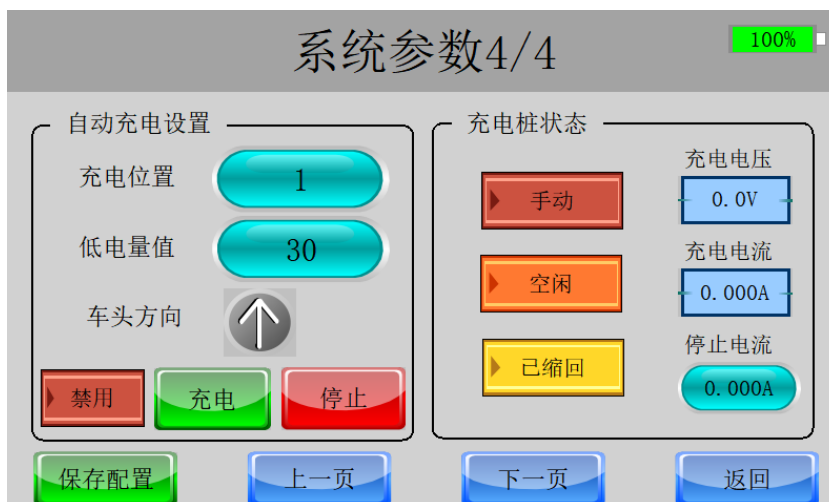 系统参数4/4
100%
自动充电设置
充电位置
1
低电量值
30
车头方向
禁用
充电
停止
充电桩状态
手动
空闲
已缩回
充电电压
0.0V
充电电流
0.000A
停止电流
0.000A
保存配置
上一页
下一页
返回